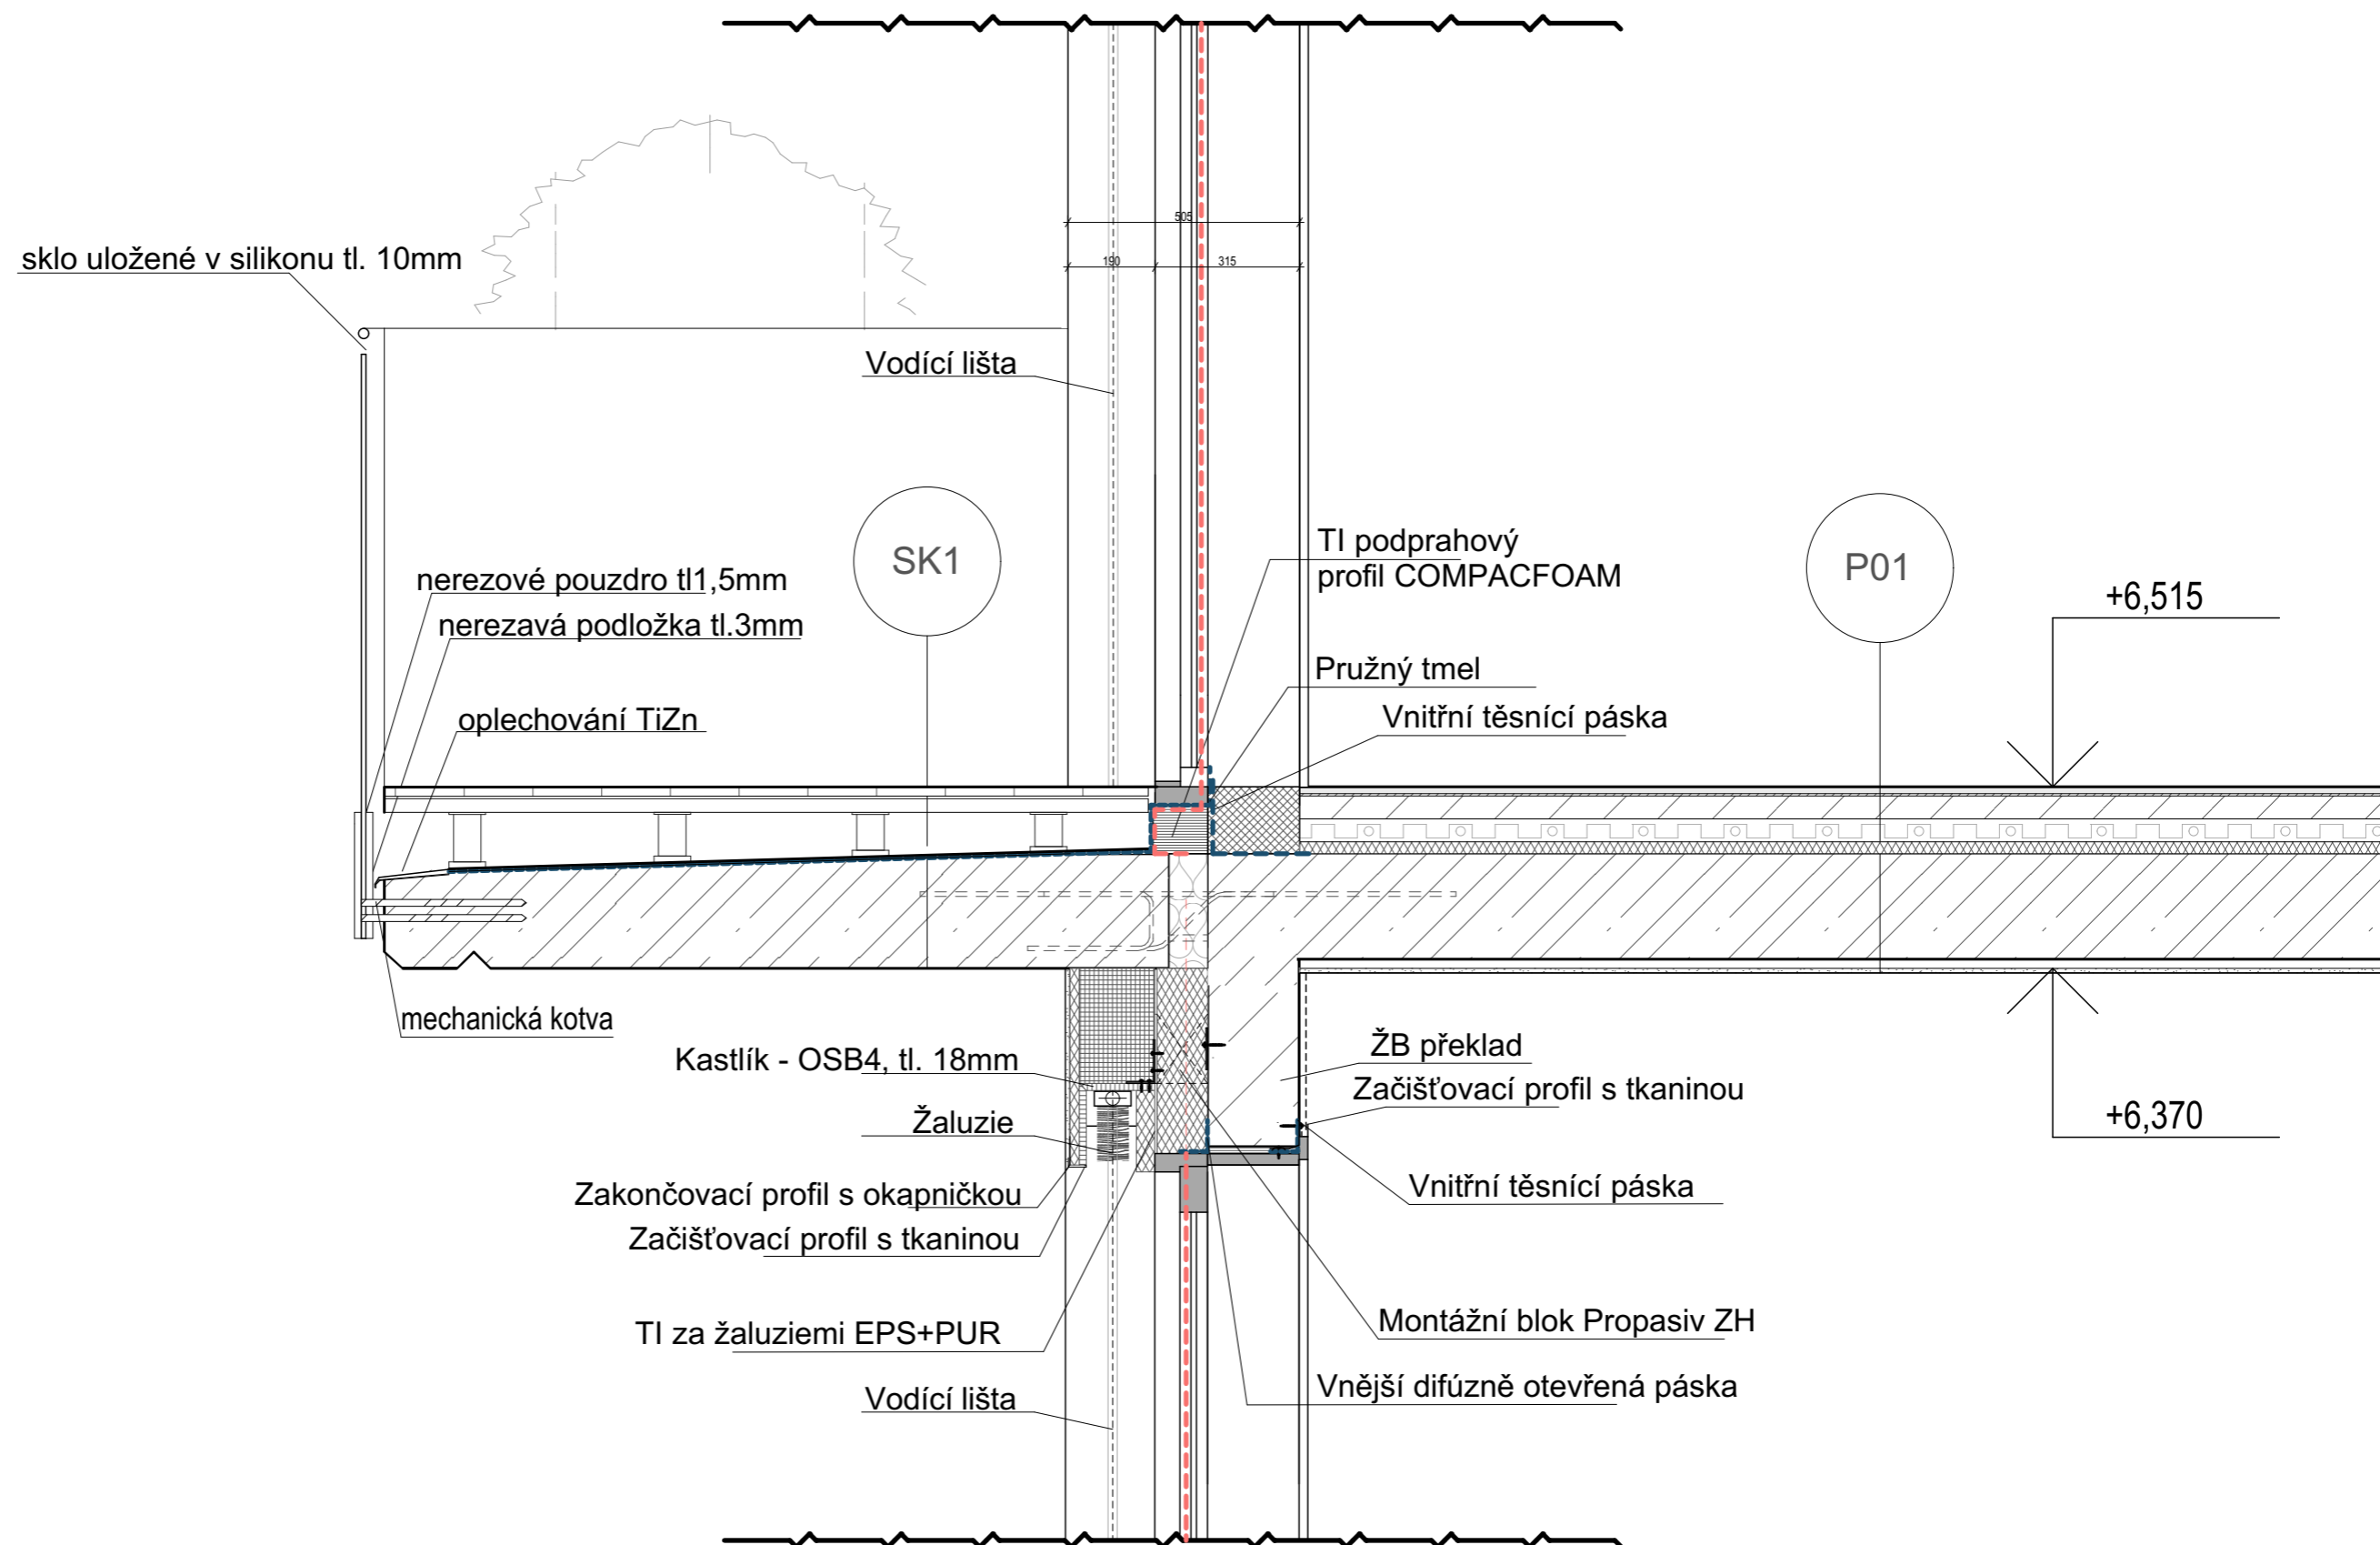 505
190
315
sklo uložené v silikonu tl. 10mm
Vodící lišta
SK1
TI podprahový
profil COMPACFOAM
P01
nerezové pouzdro tl1,5mm
+6,515
nerezavá podložka tl.3mm
Pružný tmel
oplechování TiZn
Vnitřní těsnící páska
mechanická kotva
Kastlík - OSB4, tl. 18mm
ŽB překlad
Začišťovací profil s tkaninou
Žaluzie
+6,370
Zakončovací profil s okapničkou
Vnitřní těsnící páska
Začišťovací profil s tkaninou
TI za žaluziemi EPS+PUR
Montážní blok Propasiv ZH
Vodící lišta
Vnější difúzně otevřená páska